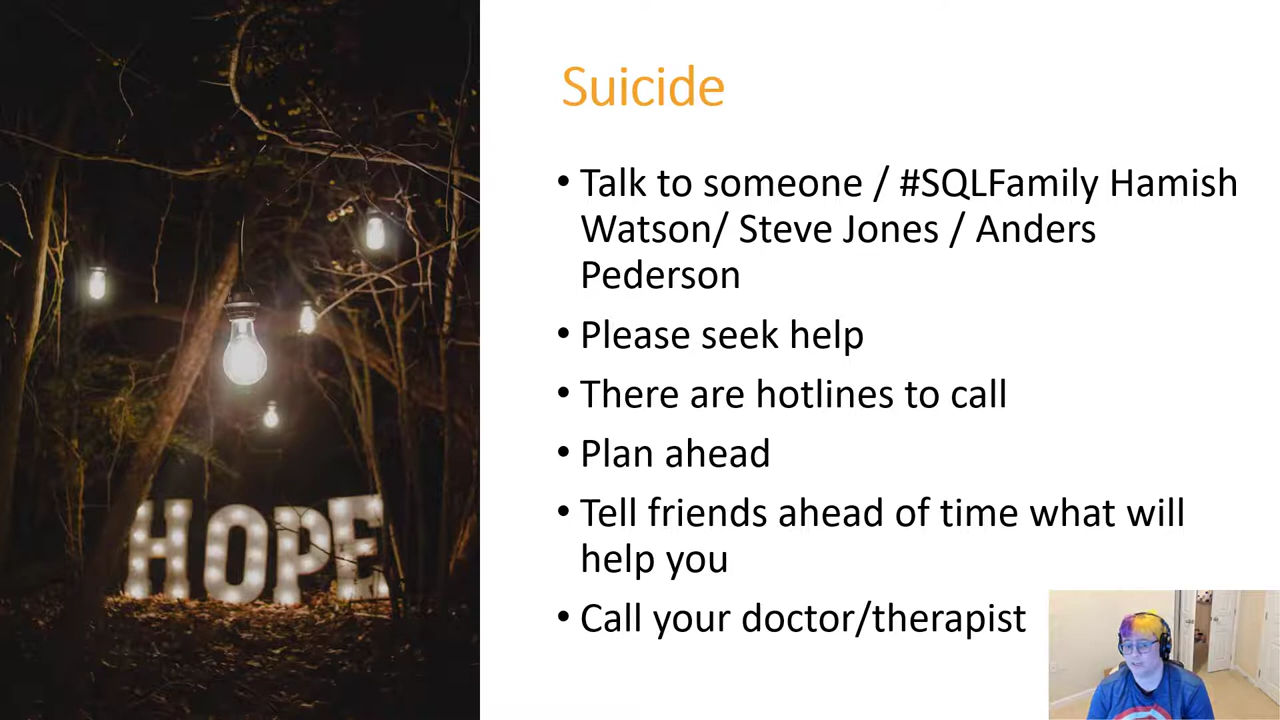 Suicide
• Talk to someone / #SQLFamily Hamish
Watson/ Steve Jones / Anders
Pederson
• Please seek help
• There are hotlines to call
• Plan ahead
• Tell friends ahead of time what will
help you
• Call your doctor/therapist
HOPE